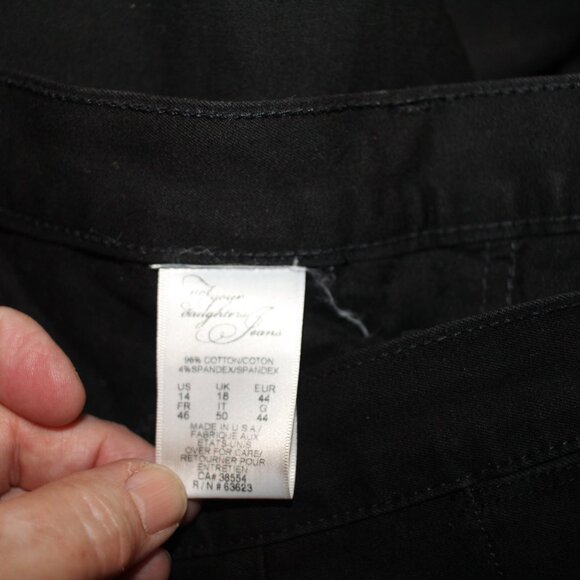 not your
daughter's
Jeans
96% COTTON/COTON
4%SPANDEX/SPANDEX
US UK EUR
14 18 44
FR IT G
46 50 44
MADE IN U.S.A./
FABRIQUE AUX
ETATS-UNIS
OVER FOR CARE/
RETOURNER POUR
ENTRETIEN
CA# 38554
R/N # 63623